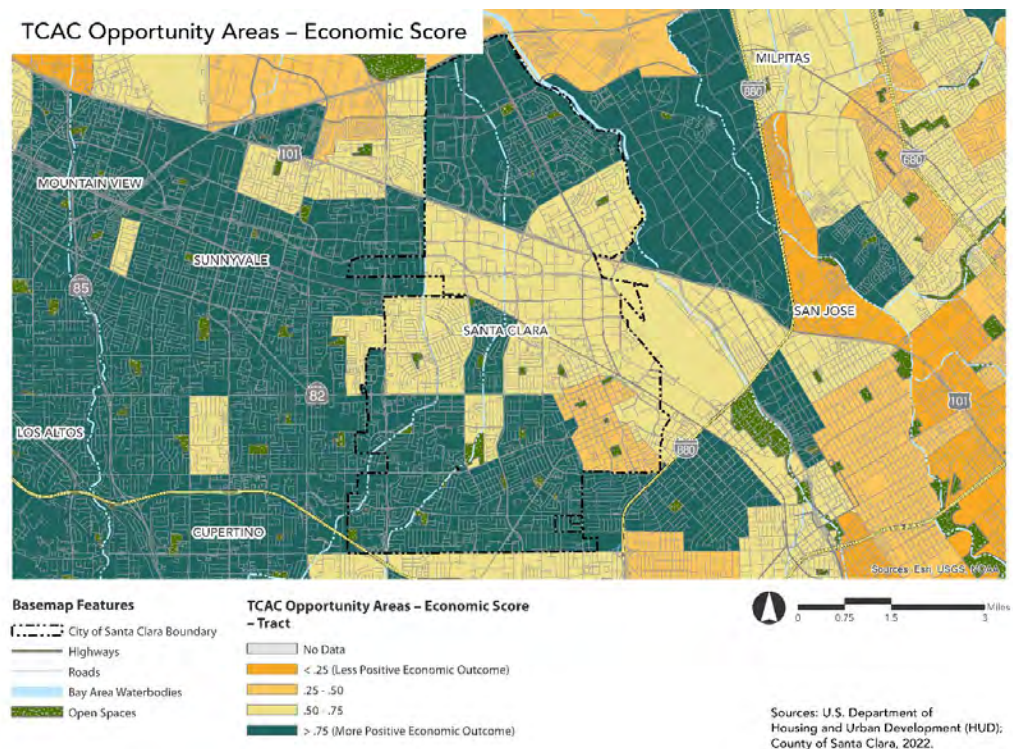 TCAC Opportunity Areas – Economic Score
MILPITAS
880
101
680
MOUNTAIN VIEW
SUNNYVALE
85
SAN JOSE
SANTA CLARA
82
101
LOS ALTOS
880
CUPERTINO
Sources: Esri, USGS, NOAA
Basemap Features
City of Santa Clara Boundary
Highways
Roads
Bay Area Waterbodies
Open Spaces
TCAC Opportunity Areas – Economic Score
– Tract
No Data
< .25 (Less Positive Economic Outcome)
.25 - .50
.50 - .75
> .75 (More Positive Economic Outcome)
Miles
0 0.75 1.5 3
Sources: U.S. Department of
Housing and Urban Development (HUD);
County of Santa Clara, 2022.